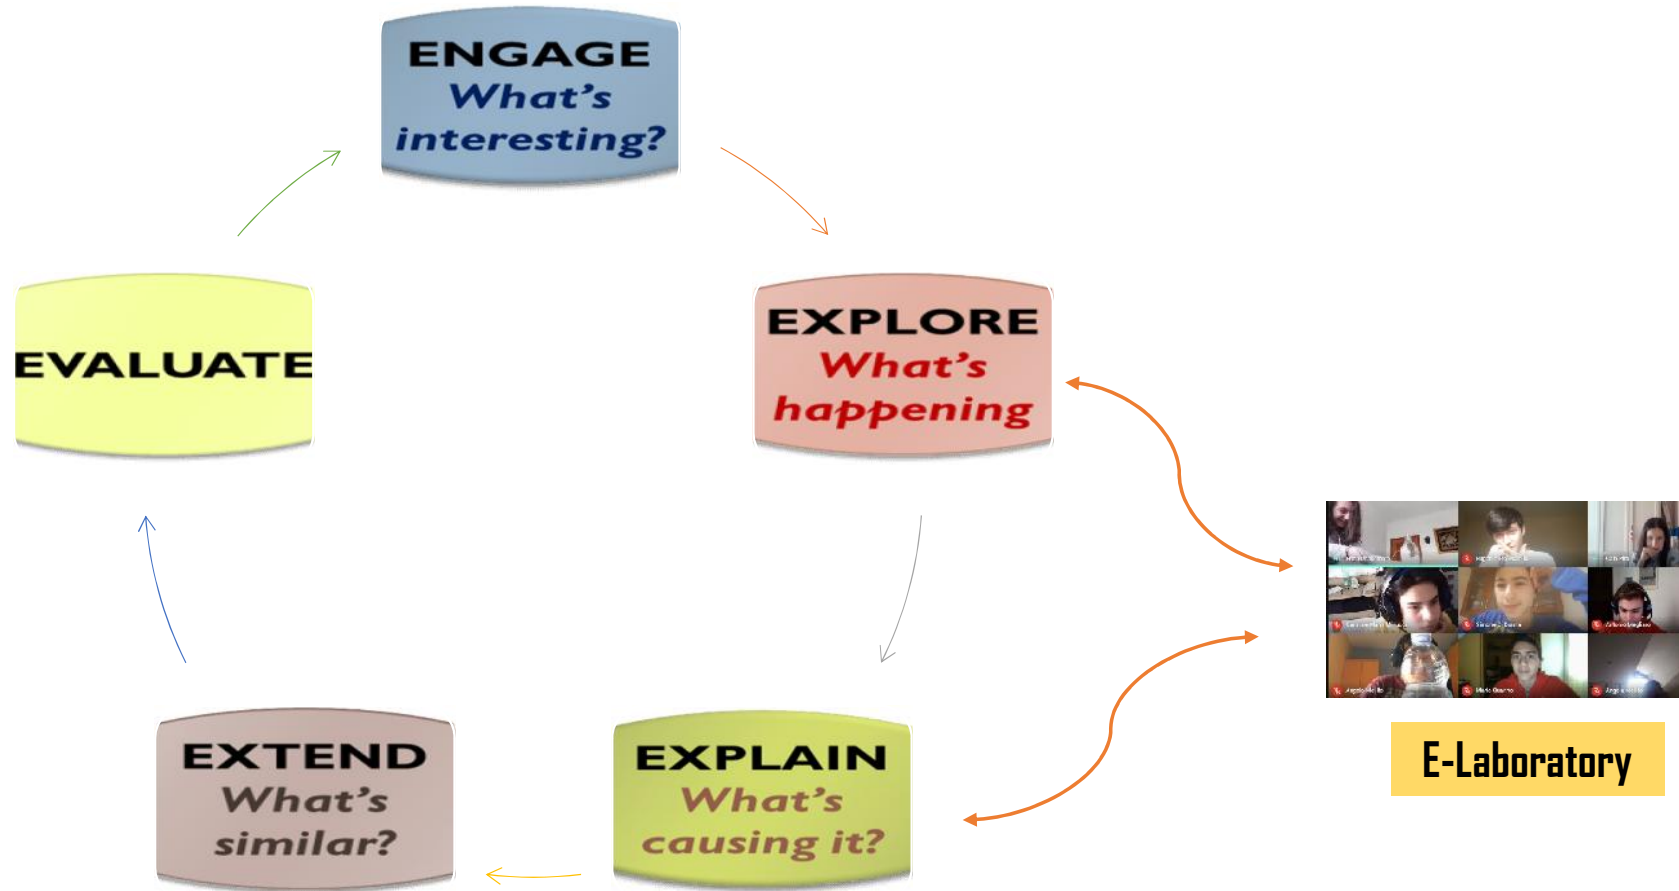 ENGAGE
What's
interesting?
EVALUATE
EXPLORE
What's
happening
EXTEND
What's
similar?
EXPLAIN
What's
causing it?
E-Laboratory